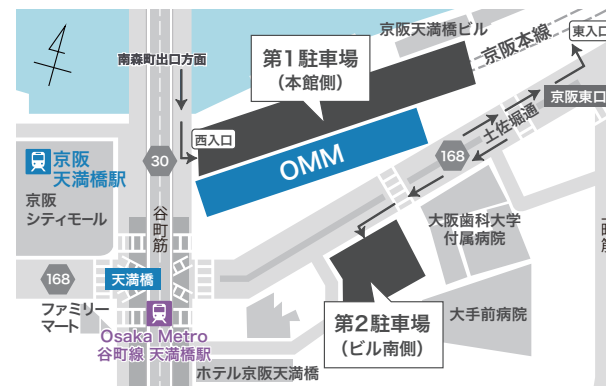 京阪天満橋ビル
東入口
京阪本線
南森町出口方面
第1駐車場
（本館側）
京阪東口
土佐堀通
西入口
OMM
168
30
京阪
天満橋駅
京阪
シティモール
谷町筋
大阪歯科大学
付属病院
168
天満橋
ファミリー
マート
Osaka Metro
谷町線 天満橋駅
第2駐車場
（ビル南側）
大手前病院
ホテル京阪天満橋